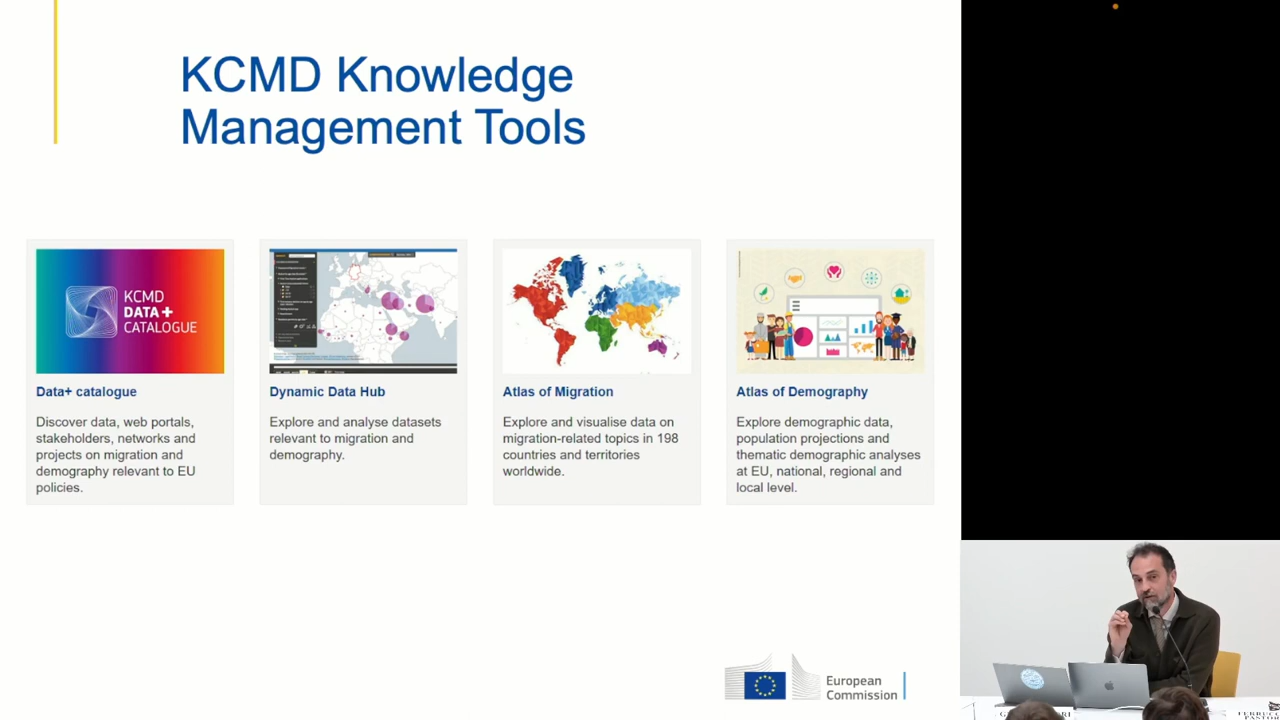 KCMD Knowledge
Management Tools
KCMD
DATA+
CATALOGUE
Data+ catalogue
Discover data, web portals,
stakeholders, networks and
projects on migration and
demography relevant to EU
policies.
Dynamic Data Hub
Explore and analyse datasets
relevant to migration and
demography.
Atlas of Migration
Explore and visualise data on
migration-related topics in 198
countries and territories
worldwide.
Atlas of Demography
Explore demographic data,
population projections and
thematic demographic analyses
at EU, national, regional and
local level.
European
Commission